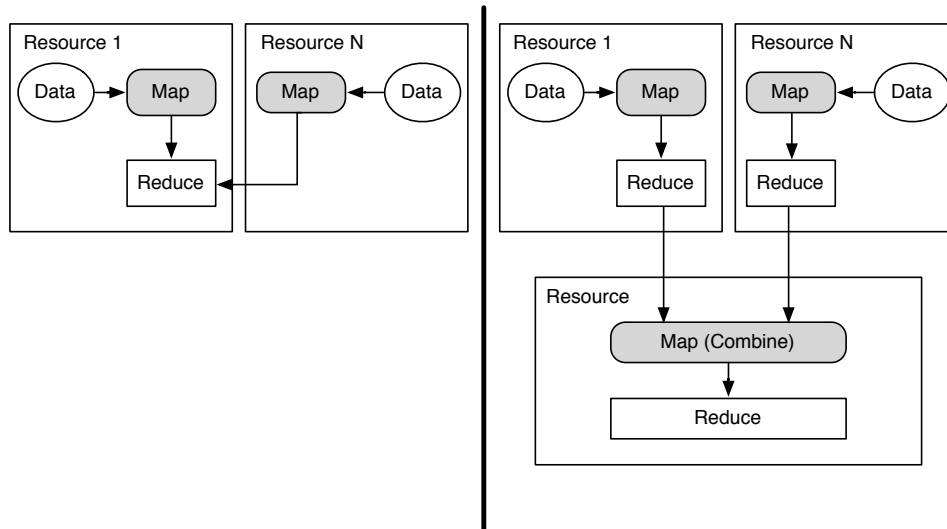 Resource 1
Data
Map
Reduce
Resource N
Map
Data
Resource 1
Data
Map
Reduce
Resource N
Map
Data
Reduce
Resource
Map (Combine)
Reduce